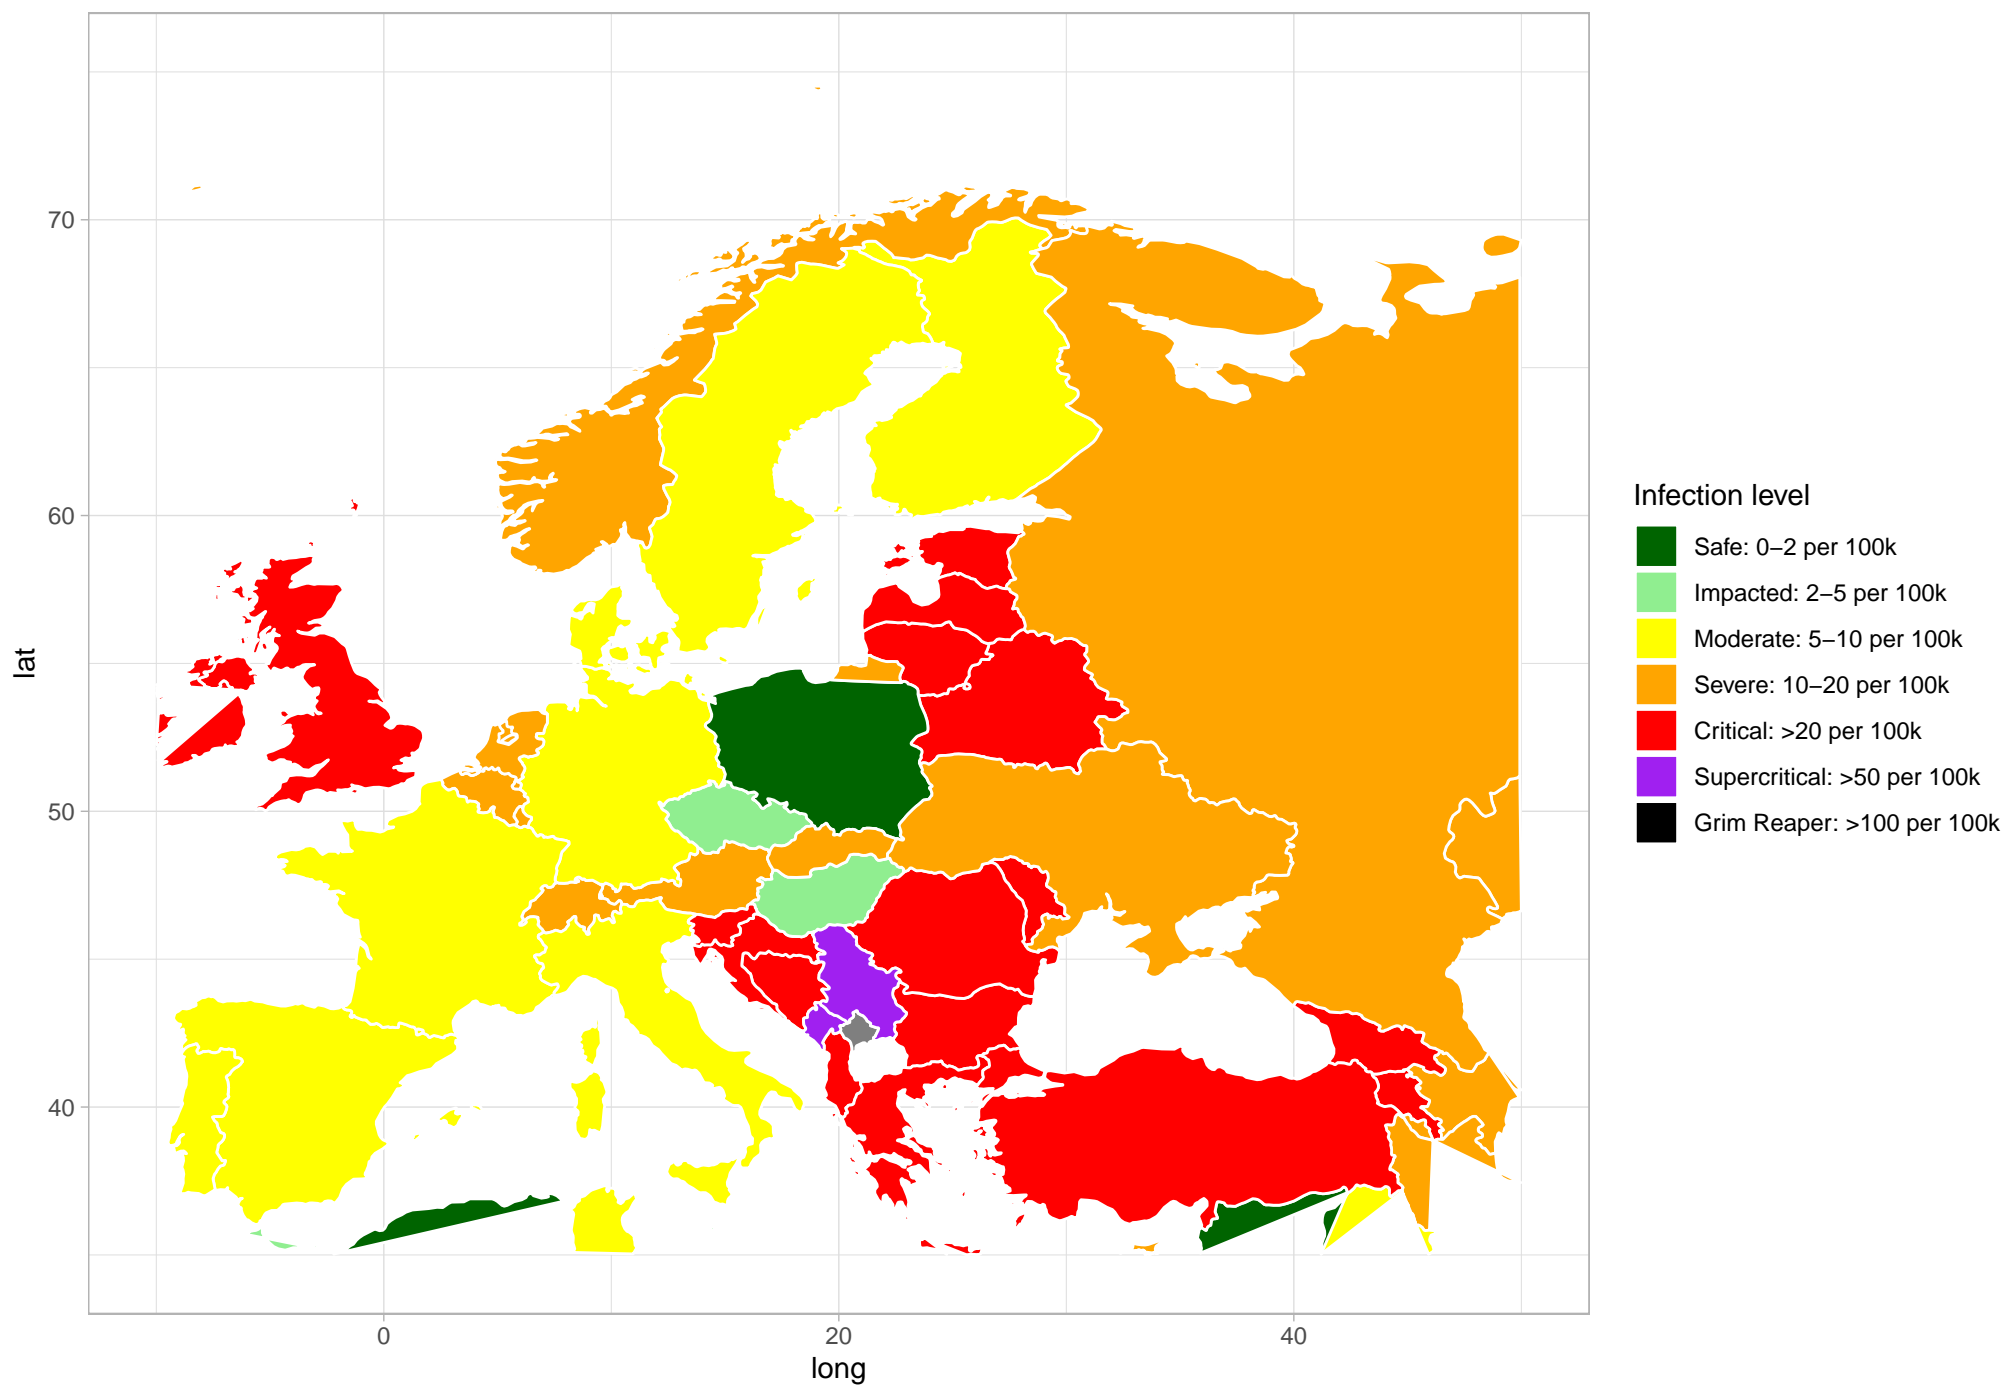 70
60
50
40
lat
0
20
40
long
Infection level
Safe: 0−2 per 100k
Impacted: 2−5 per 100k
Moderate: 5−10 per 100k
Severe: 10−20 per 100k
Critical: >20 per 100k
Supercritical: >50 per 100k
Grim Reaper: >100 per 100k